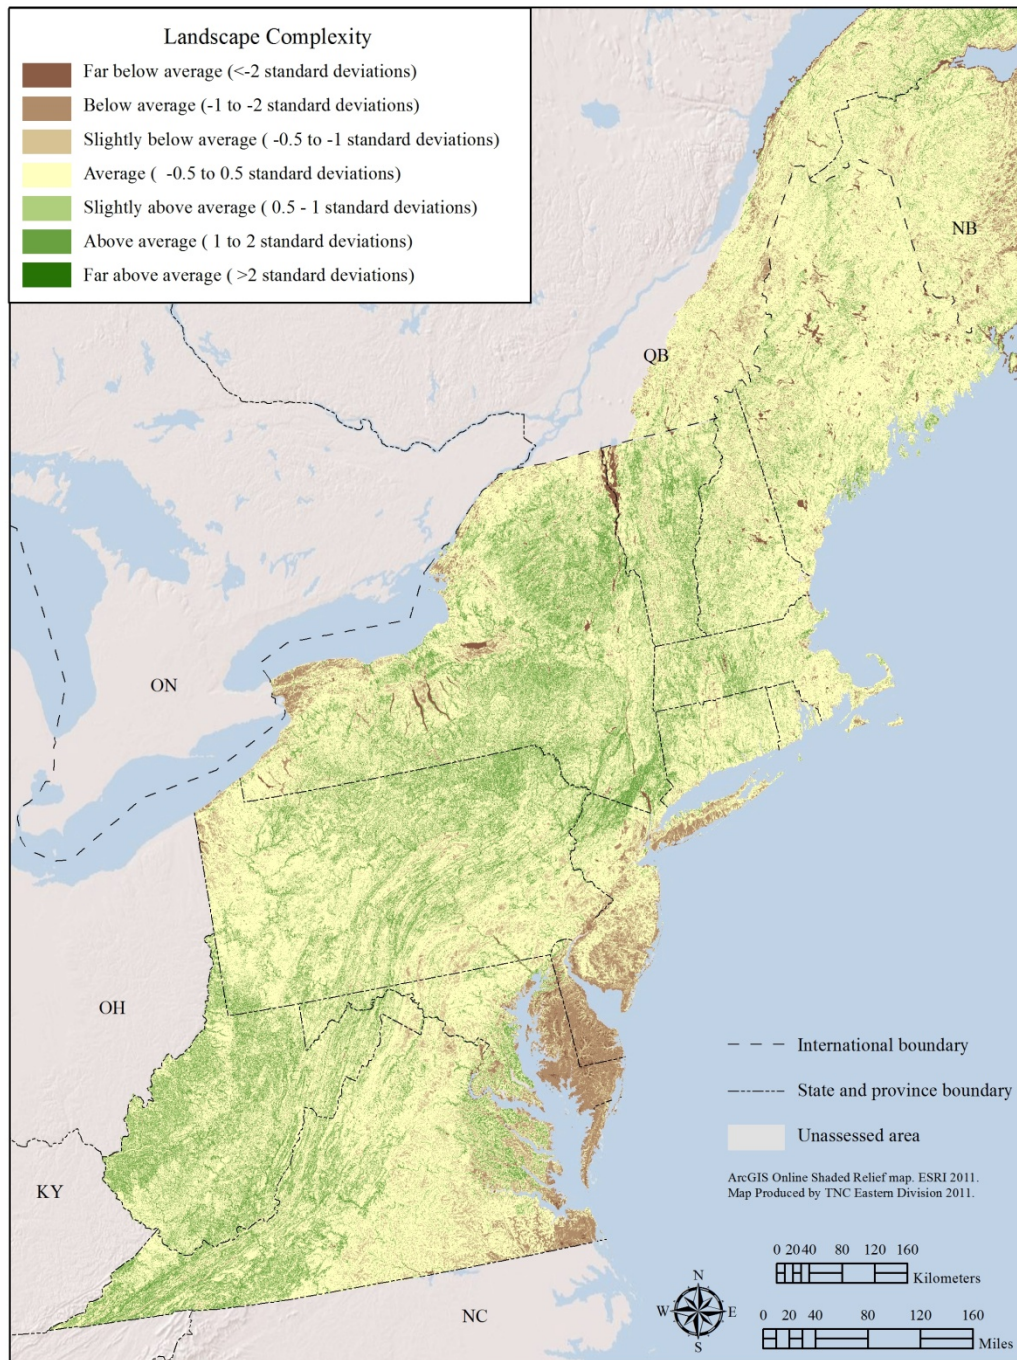 Landscape Complexity
Far below average (<-2 standard deviations)
Below average (-1 to -2 standard deviations)
Slightly below average ( -0.5 to -1 standard deviations)
Average ( -0.5 to 0.5 standard deviations)
Slightly above average ( 0.5 - 1 standard deviations)
Above average ( 1 to 2 standard deviations)
Far above average ( >2 standard deviations)
NB
QB
ON
OH
KY
NC
International boundary
State and province boundary
Unassessed area
ArcGIS Online Shaded Relief map. ESRI 2011.
Map Produced by TNC Eastern Division 2011.
0 20 40 80 120 160
Kilometers
N
W E
S
0 20 40 80 120 160
Miles